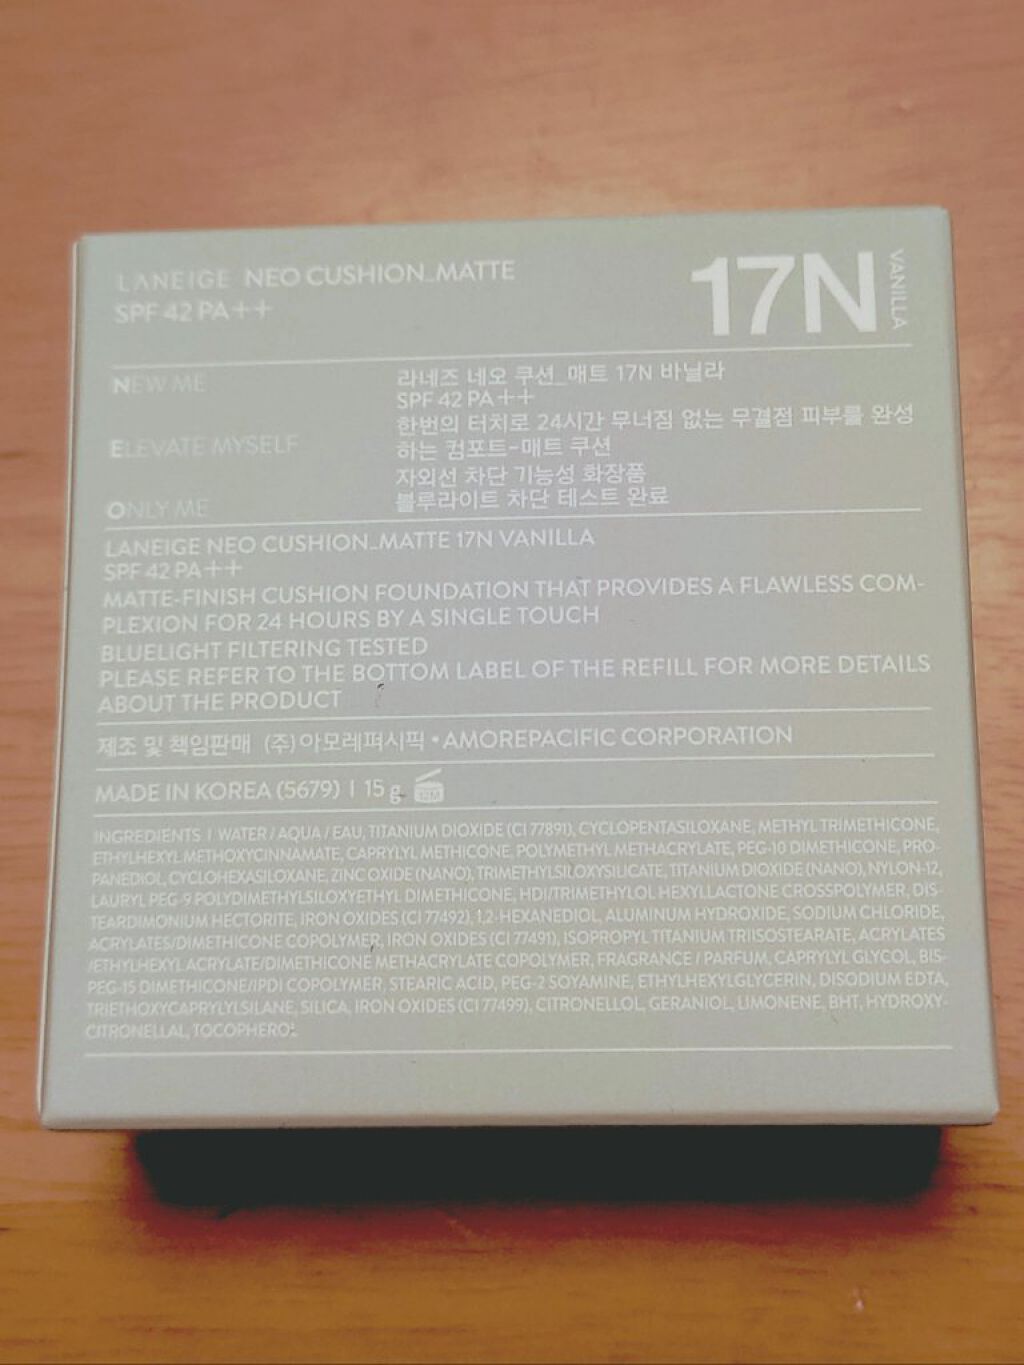 LANEIGE NEO CUSHION_MATTE
SPF 42 PA++
17N
VANILLA
NEW ME
ELEVATE MYSELF
ONLY ME
라네즈 네오 쿠션_매트 17N 바닐라
SPF 42 PA++
한번의 터치로 24시간 무너짐 없는 무결점 피부를 완성
하는 컴포트-매트 쿠션
자외선 차단 기능성 화장품
블루라이트 차단 테스트 완료
LANEIGE NEO CUSHION_MATTE 17N VANILLA
SPF 42 PA++
MATTE-FINISH CUSHION FOUNDATION THAT PROVIDES A FLAWLESS COM-
PLEXION FOR 24 HOURS BY A SINGLE TOUCH
BLUELIGHT FILTERING TESTED
PLEASE REFER TO THE BOTTOM LABEL OF THE REFILL FOR MORE DETAILS
ABOUT THE PRODUCT
제조 및 책임판매 (주)아모레퍼시픽 • AMOREPACIFIC CORPORATION
MADE IN KOREA (5679) | 15 g
INGREDIENTS | WATER / AQUA / EAU, TITANIUM DIOXIDE (CI 77891), CYCLOPENTASILOXANE, METHYL TRIMETHICONE,
ETHYLHEXYL METHOXYCINNAMATE, CAPRYLYL METHICONE, POLYMETHYL METHACRYLATE, PEG-10 DIMETHICONE, PRO-
PANEDIOL, CYCLOHEXASILOXANE, ZINC OXIDE (NANO), TRIMETHYLSILOXYSILICATE, TITANIUM DIOXIDE (NANO), NYLON-12,
LAURYL PEG-9 POLYDIMETHYLSILOXYETHYL DIMETHICONE, HDI/TRIMETHYLOL HEXYLLACTONE CROSSPOLYMER, DIS-
TEARDIMONIUM HECTORITE, IRON OXIDES (CI 77492), 1,2-HEXANEDIOL, ALUMINUM HYDROXIDE, SODIUM CHLORIDE,
ACRYLATES/DIMETHICONE COPOLYMER, IRON OXIDES (CI 77491), ISOPROPYL TITANIUM TRIISOSTEARATE, ACRYLATES
/ETHYLHEXYL ACRYLATE/DIMETHICONE METHACRYLATE COPOLYMER, FRAGRANCE / PARFUM, CAPRYLYL GLYCOL, BIS-
PEG-15 DIMETHICONE/IPDI COPOLYMER, STEARIC ACID, PEG-2 SOYAMINE, ETHYLHEXYLGLYCERIN, DISODIUM EDTA,
TRIETHOXYCAPRYLYLSILANE, SILICA, IRON OXIDES (CI 77499), CITRONELLOL, GERANIOL, LIMONENE, BHT, HYDROXY-
CITRONELLAL, TOCOPHEROL